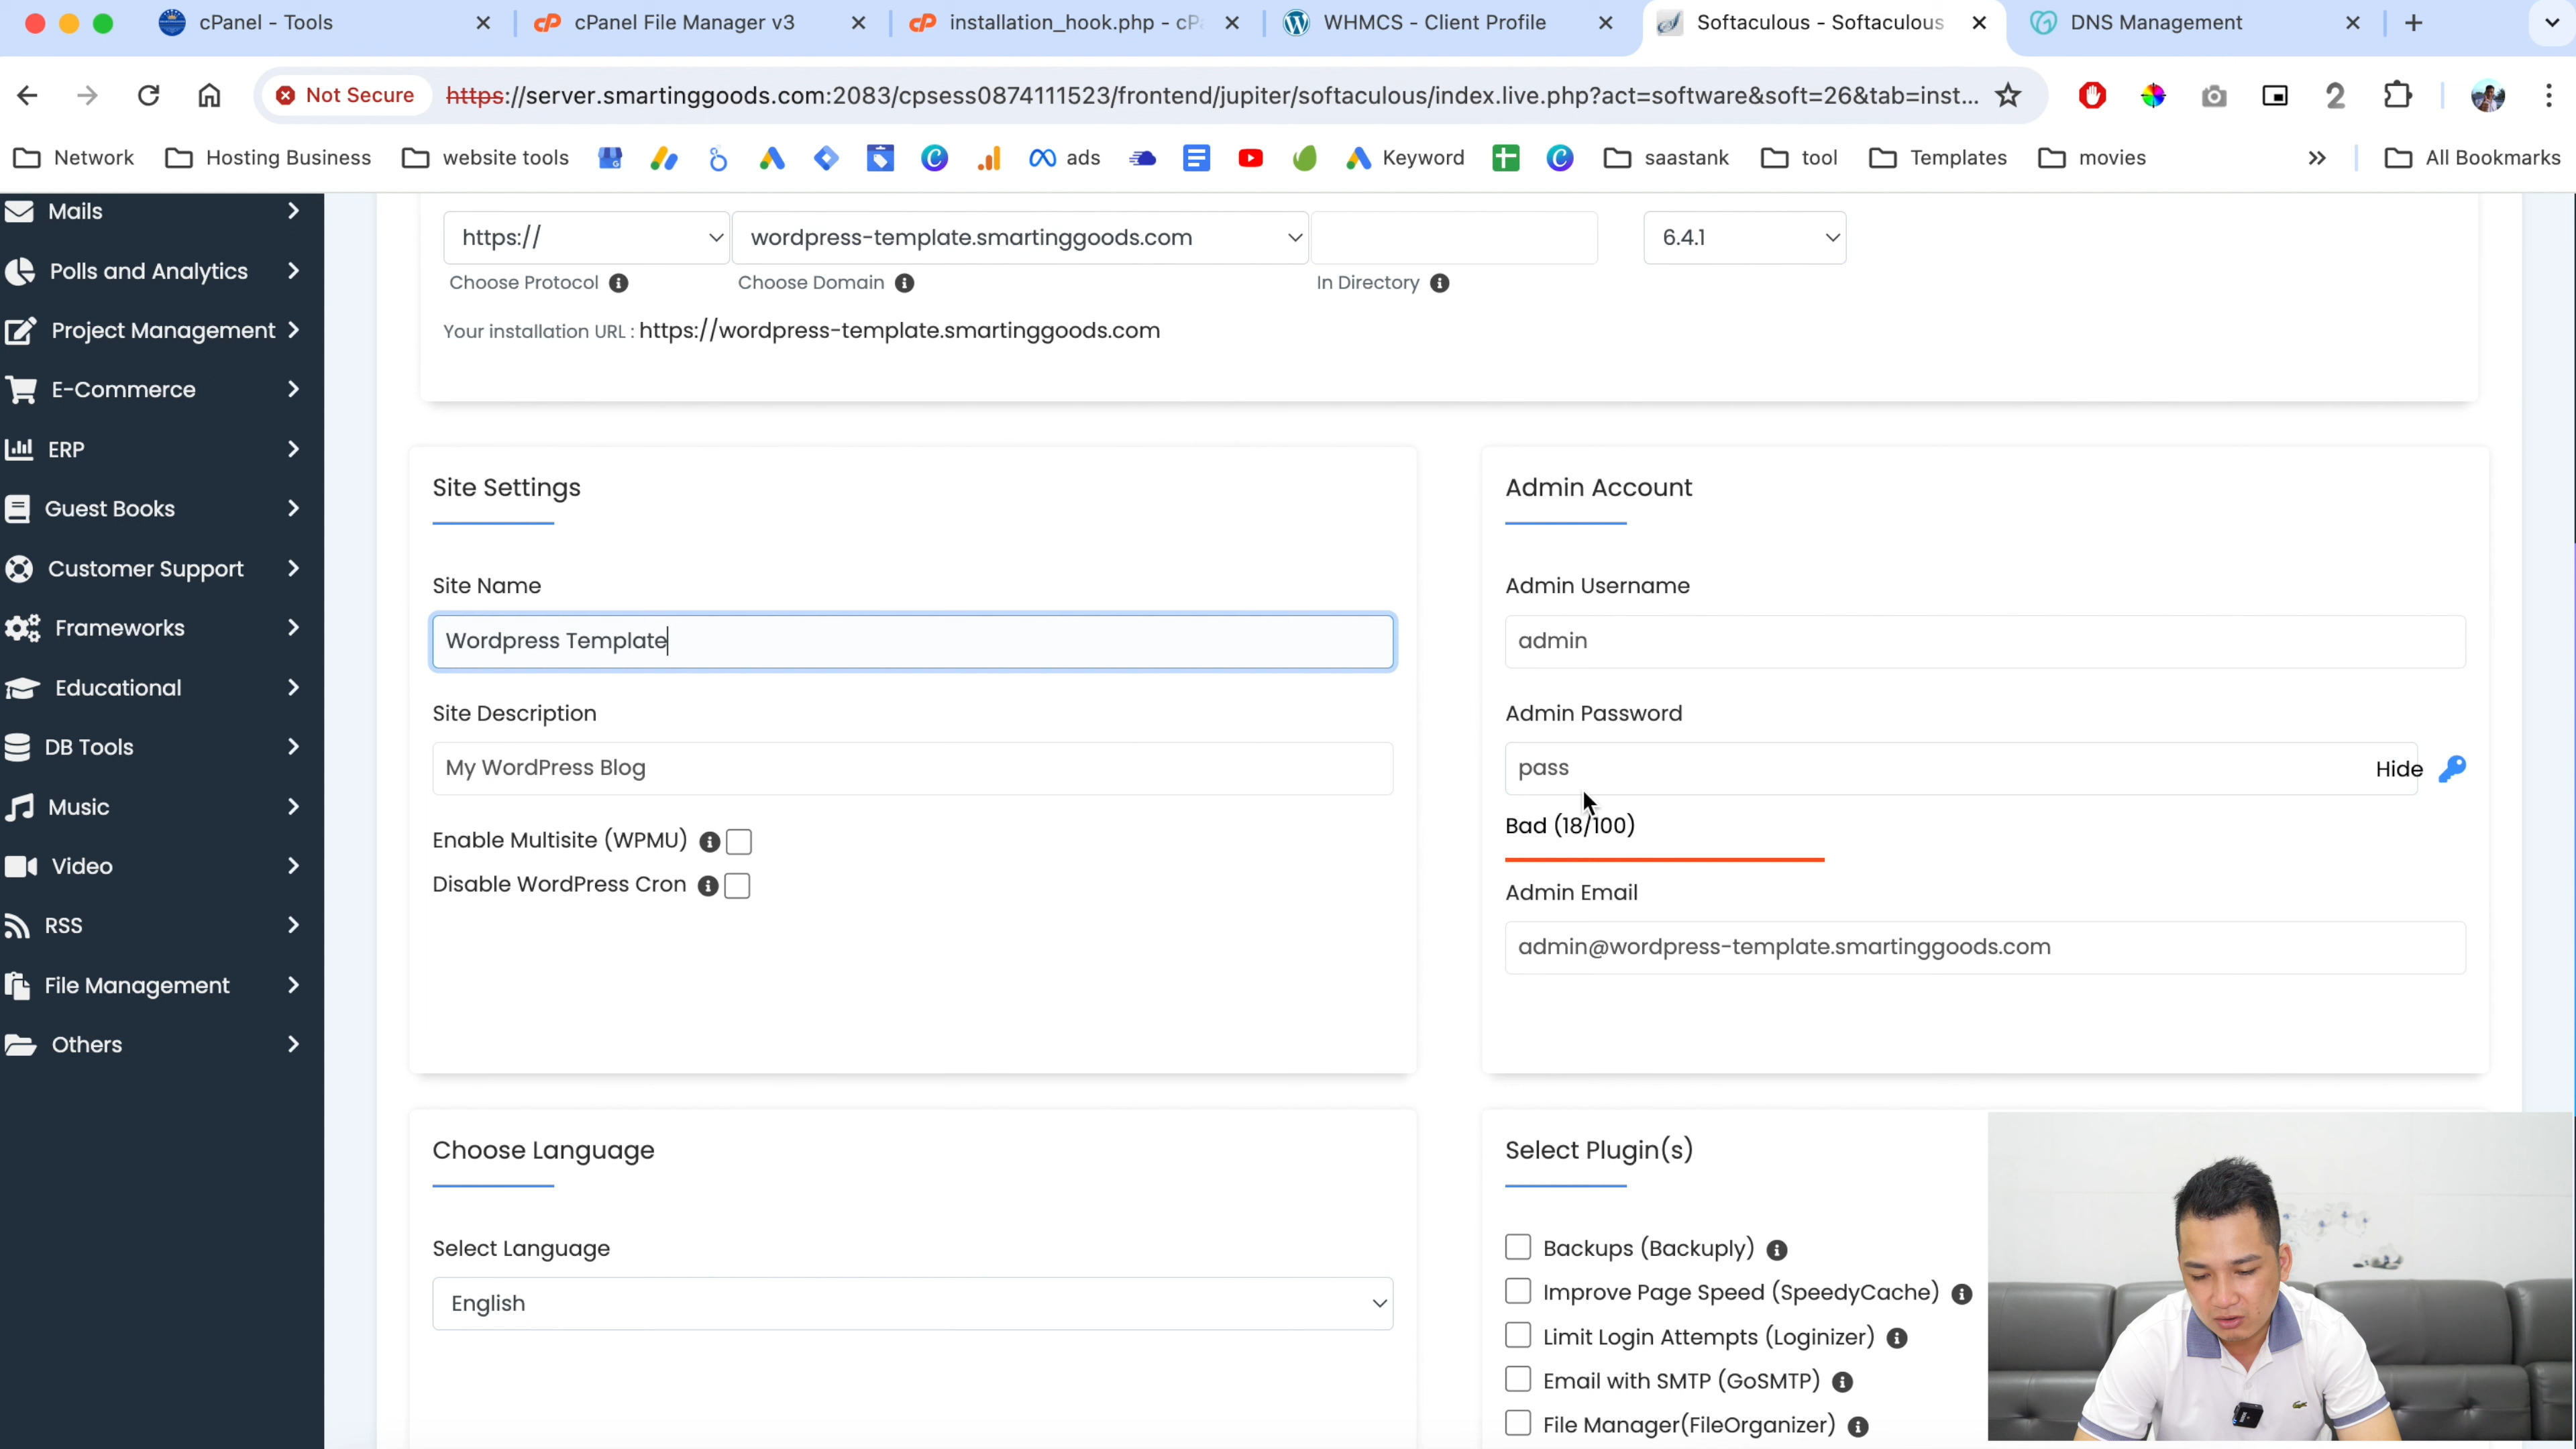 cPanel - Tools
cPanel File Manager v3
installation_hook.php - cP
WHMCS - Client Profile
Softaculous - Softaculous
DNS Management
Not Secure
https://server.smartinggoods.com:2083/cpsess0874111523/frontend/jupiter/softaculous/index.live.php?act=software&soft=26&tab=inst...
Network
Hosting Business
website tools
ads
Keyword
saastank
tool
Templates
movies
All Bookmarks
Mails
Polls and Analytics
Project Management
E-Commerce
ERP
Guest Books
Customer Support
Frameworks
Educational
DB Tools
Music
Video
RSS
File Management
Others
https://
wordpress-template.smartinggoods.com
6.4.1
Choose Protocol
Choose Domain
In Directory
Your installation URL : https://wordpress-template.smartinggoods.com
Site Settings
Site Name
Wordpress Template
Site Description
My WordPress Blog
Enable Multisite (WPMU)
Disable WordPress Cron
Admin Account
Admin Username
admin
Admin Password
pass
Hide
Bad (18/100)
Admin Email
admin@wordpress-template.smartinggoods.com
Choose Language
Select Language
English
Select Plugin(s)
Backups (Backuply)
Improve Page Speed (SpeedyCache)
Limit Login Attempts (Loginizer)
Email with SMTP (GoSMTP)
File Manager(FileOrganizer)